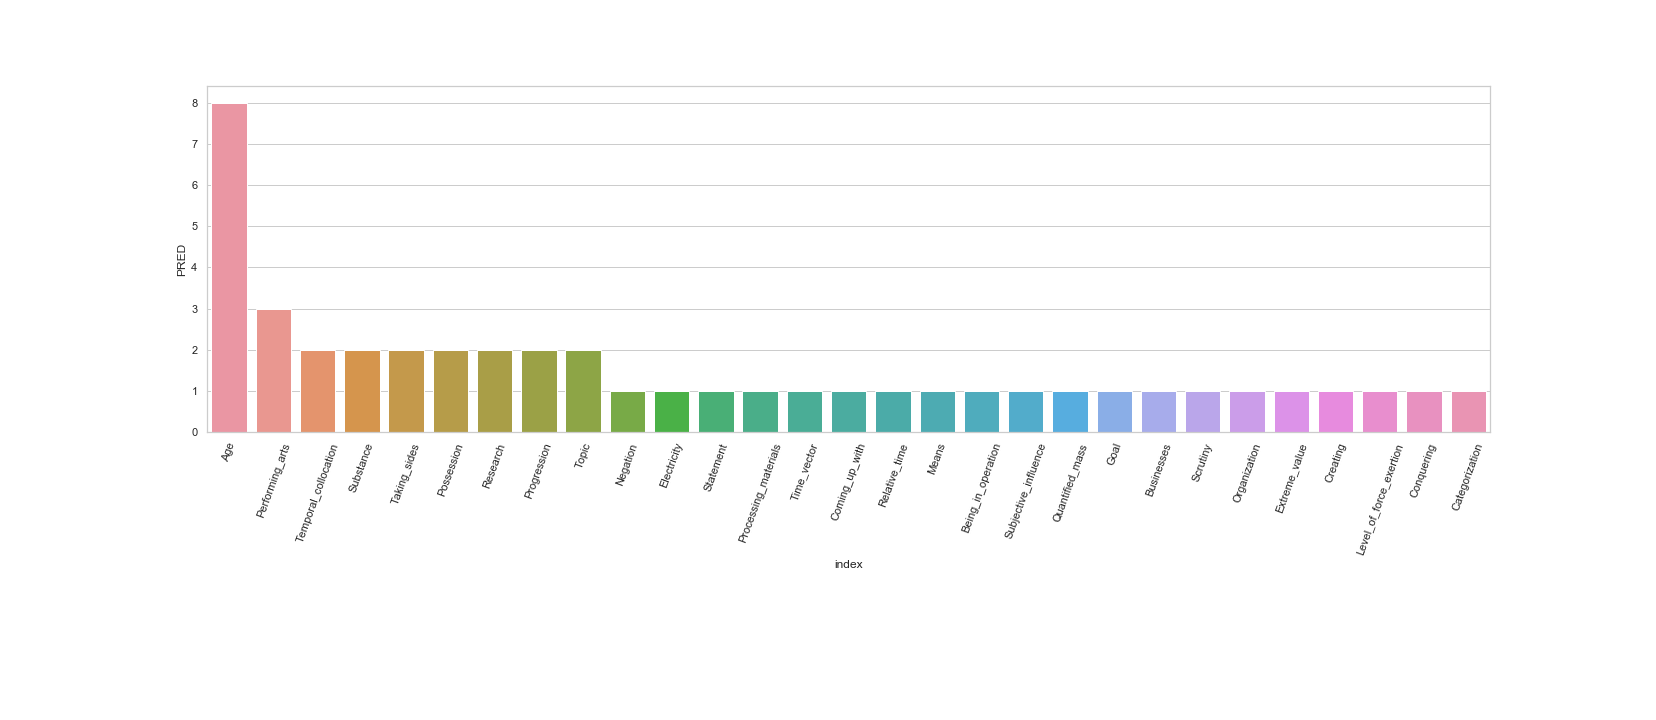 8
7
6
5
4
3
2
1
0
PRED
Age
Performing_arts
Temporal_collocation
Substance
Taking_sides
Possession
Research
Progression
Topic
Negation
Electricity
Statement
Processing_materials
Time_vector
Coming_up_with
Relative_time
Means
Being_in_operation
Subjective_influence
Quantified_mass
Goal
Businesses
Scrutiny
Organization
Extreme_value
Creating
Level_of_force_exertion
Conquering
Categorization
index